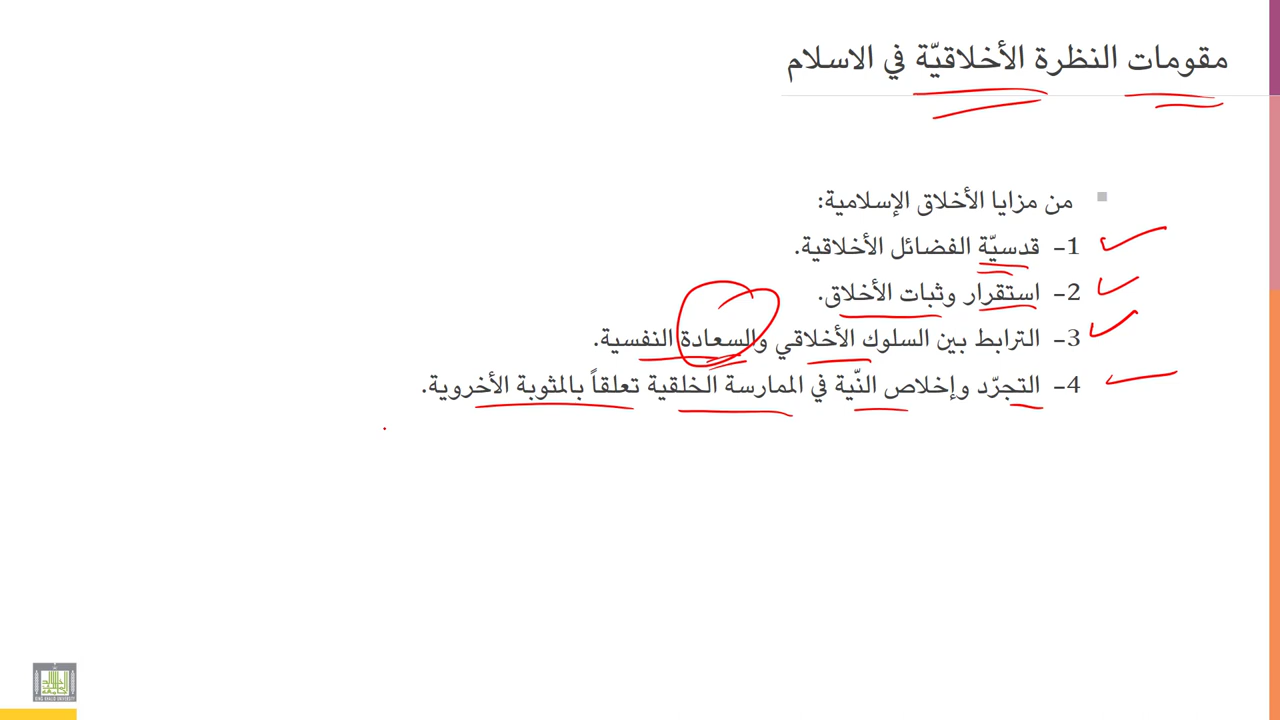 مقومات النظرة الأخلاقيّة في الاسلام
من مزايا الأخلاق الإسلامية:
1- قدسيّة الفضائل الأخلاقية.
2- استقرار وثبات الأخلاق.
3- الترابط بين السلوك الأخلاقي والسعادة النفسية.
4- التجرّد وإخلاص النّية في الممارسة الخلقية تعلقاً بالمثوبة الأخروية.